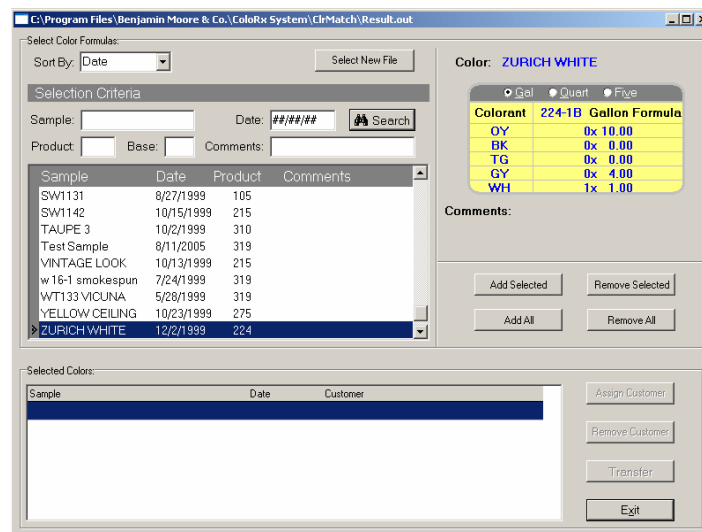 C:\Program Files\Benjamin Moore & Co.\ColoRx System\ClrMatch\Result.out
Select Color Formulas:
Sort By: Date
Select New File
Selection Criteria
Sample:
Date: ##/##/##
Search
Product:
Base:
Comments:
Sample Date Product Comments
SW1131 8/27/1999 105
SW1142 10/15/1999 215
TAUPE 3 10/2/1999 310
Test Sample 8/11/2005 319
VINTAGE LOOK 10/13/1999 215
w 16-1 smokespun 7/24/1999 319
WT133 VICUNA 5/28/1999 319
YELLOW CEILING 10/23/1999 275
ZURICH WHITE 12/2/1999 224
Color: ZURICH WHITE
Gal Quart Five
Colorant 224-1B Gallon Formula
OY 0x 10.00
BK 0x 0.00
TG 0x 0.00
GY 0x 4.00
WH 1x 1.00
Comments:
Add Selected Remove Selected
Add All Remove All
Selected Colors:
Sample Date Customer
Assign Customer
Remove Customer
Transfer
Exit